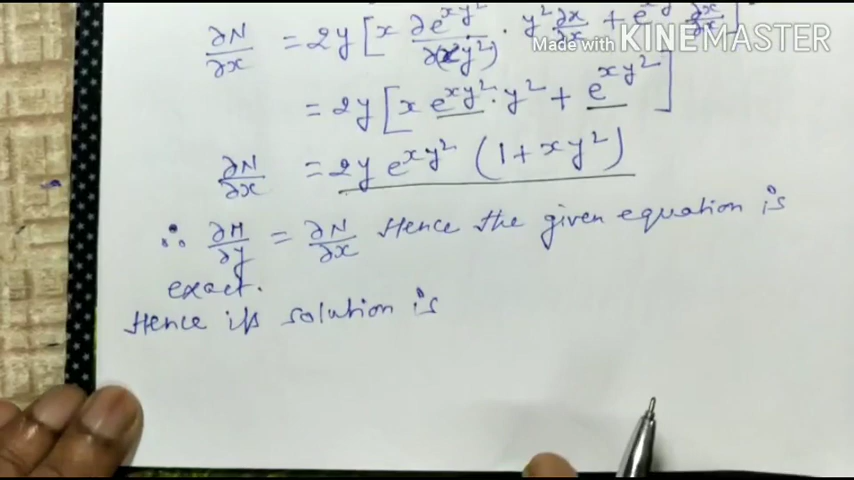 ∂N/∂x = 2y [ x ∂e^{xy²}/∂(xy²) · y² ∂x/∂x + e^{xy²} ∂x/∂x ]
Made with KINEMASTER
= 2y [ x e^{xy²} · y² + e^{xy²} ]
∂N/∂x = 2y e^{xy²} (1 + xy²)
∴ ∂M/∂y = ∂N/∂x Hence the given equation is
exact.
Hence its solution is